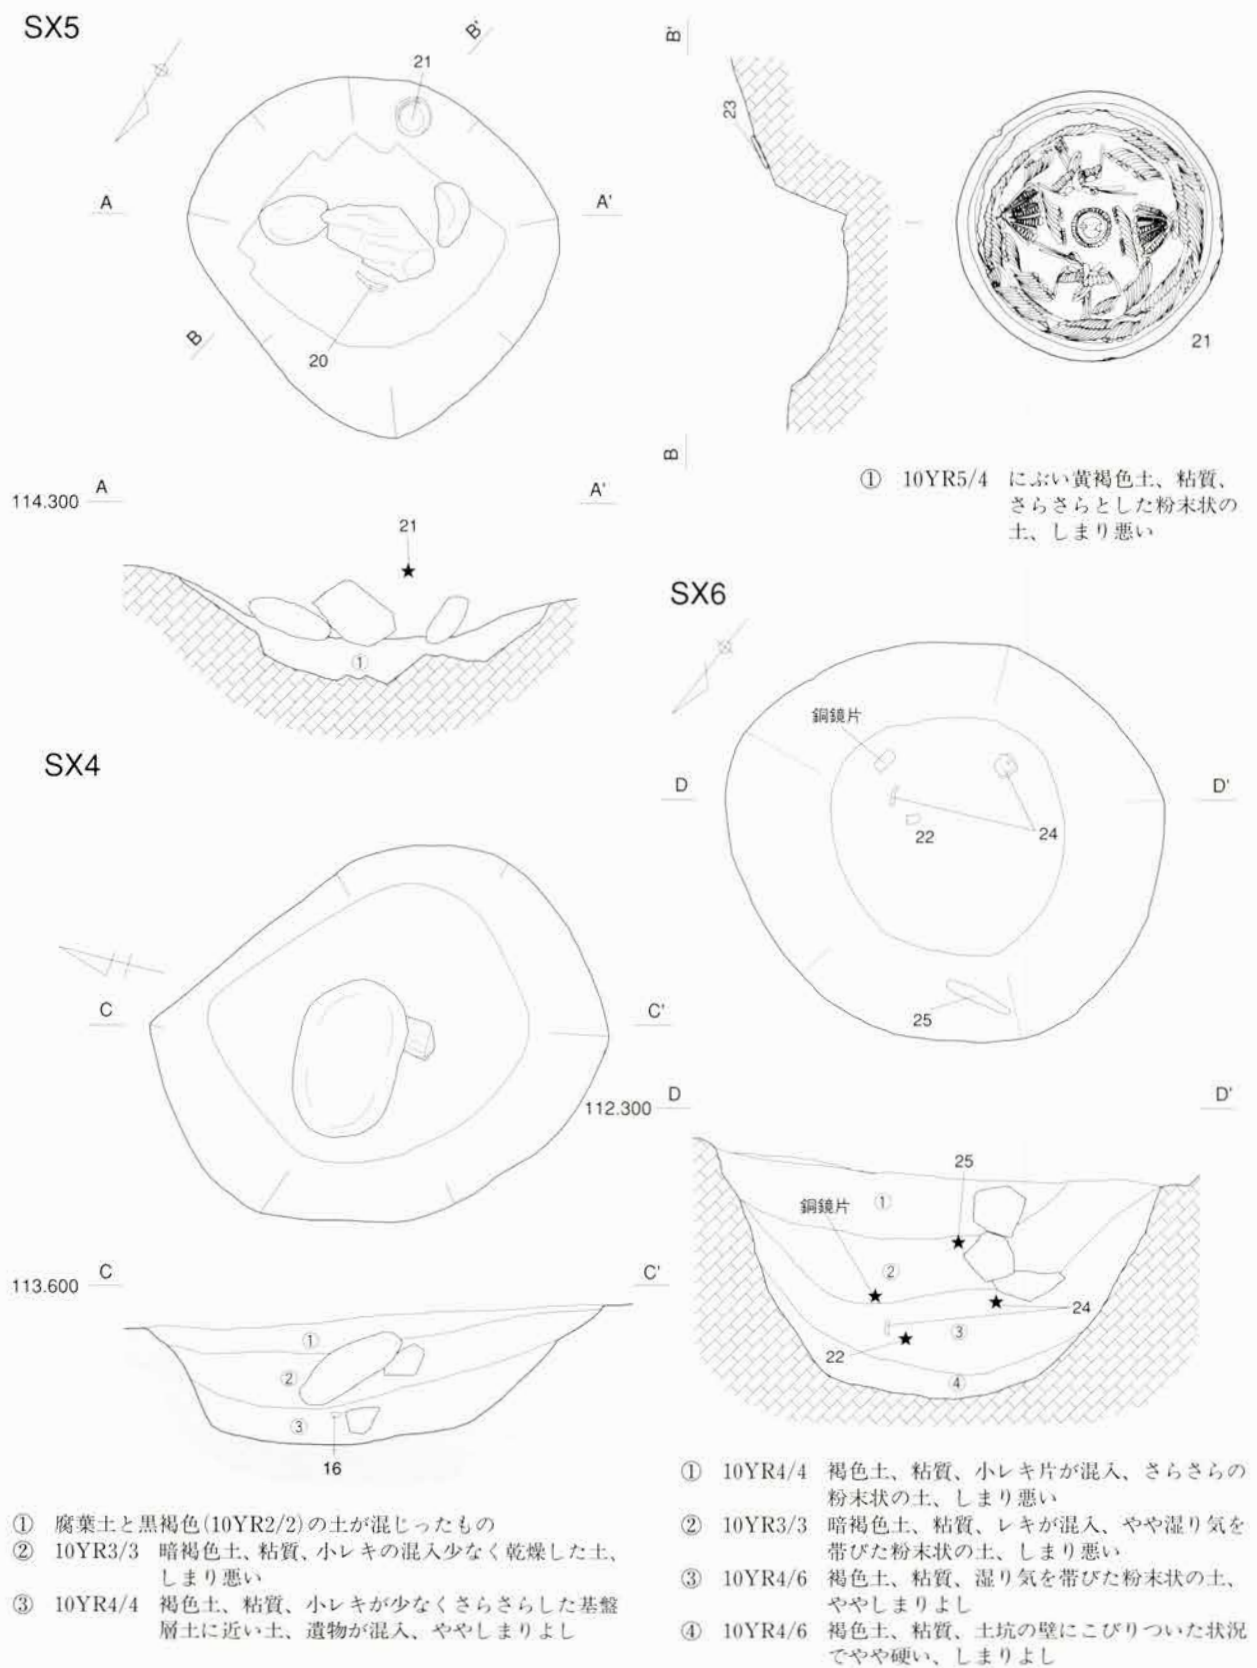 SX5
B'
21
A
A'
B
20
B'
23
B
21
① 10YR5/4 にぶい黄褐色土、粘質、
さらさらとした粉末状の
土、しまり悪い
114.300 A
A'
21
①
SX4
C
C'
113.600 C
C'
①
②
③
16
① 腐葉土と黒褐色(10YR2/2)の土が混じったもの
② 10YR3/3 暗褐色土、粘質、小レキの混入少なく乾燥した土、
しまり悪い
③ 10YR4/4 褐色土、粘質、小レキが少なくさらさらした基盤
層土に近い土、遺物が混入、ややしまりよし
SX6
銅鏡片
D
D'
22
24
25
112.300 D
D'
25
銅鏡片
①
②
24
③
22
④
① 10YR4/4 褐色土、粘質、小レキ片が混入、さらさらの
粉末状の土、しまり悪い
② 10YR3/3 暗褐色土、粘質、レキが混入、やや湿り気を
帯びた粉末状の土、しまり悪い
③ 10YR4/6 褐色土、粘質、湿り気を帯びた粉末状の土、
ややしまりよし
④ 10YR4/6 褐色土、粘質、土坑の壁にこびりついた状況
でやや硬い、しまりよし